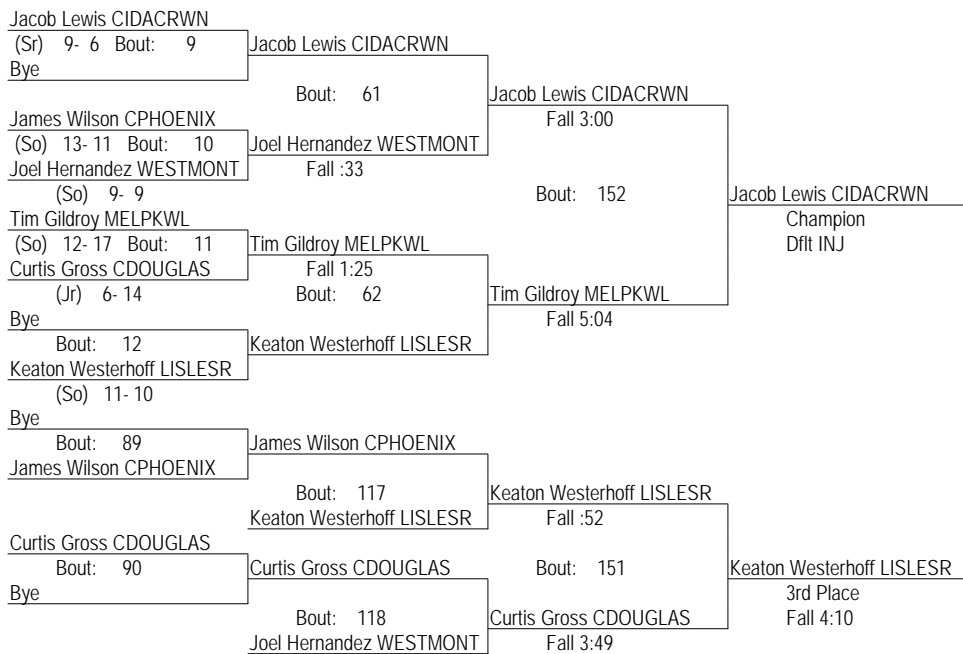 Jacob Lewis CIDACRWN
(Sr) 9- 6 Bout: 9 Jacob Lewis CIDACRWN
Bye
Bout: 61 Jacob Lewis CIDACRWN
James Wilson CPHOENIX Fall 3:00
(So) 13- 11 Bout: 10 Joel Hernandez WESTMONT
Joel Hernandez WESTMONT Fall :33
(So) 9- 9 Bout: 152 Jacob Lewis CIDACRWN
Tim Gildroy MELPKWL Champion
(So) 12- 17 Bout: 11 Tim Gildroy MELPKWL Dflt INJ
Curtis Gross CDOUGLAS Fall 1:25
(Jr) 6- 14 Bout: 62 Tim Gildroy MELPKWL
Bye Fall 5:04
Bout: 12 Keaton Westerhoff LISLESR
Keaton Westerhoff LISLESR
(So) 11- 10
Bye
Bout: 89 James Wilson CPHOENIX
James Wilson CPHOENIX
Bout: 117 Keaton Westerhoff LISLESR
Keaton Westerhoff LISLESR Fall :52
Curtis Gross CDOUGLAS
Bout: 90 Curtis Gross CDOUGLAS Bout: 151 Keaton Westerhoff LISLESR
Bye 3rd Place
Bout: 118 Curtis Gross CDOUGLAS Fall 4:10
Joel Hernandez WESTMONT Fall 3:49